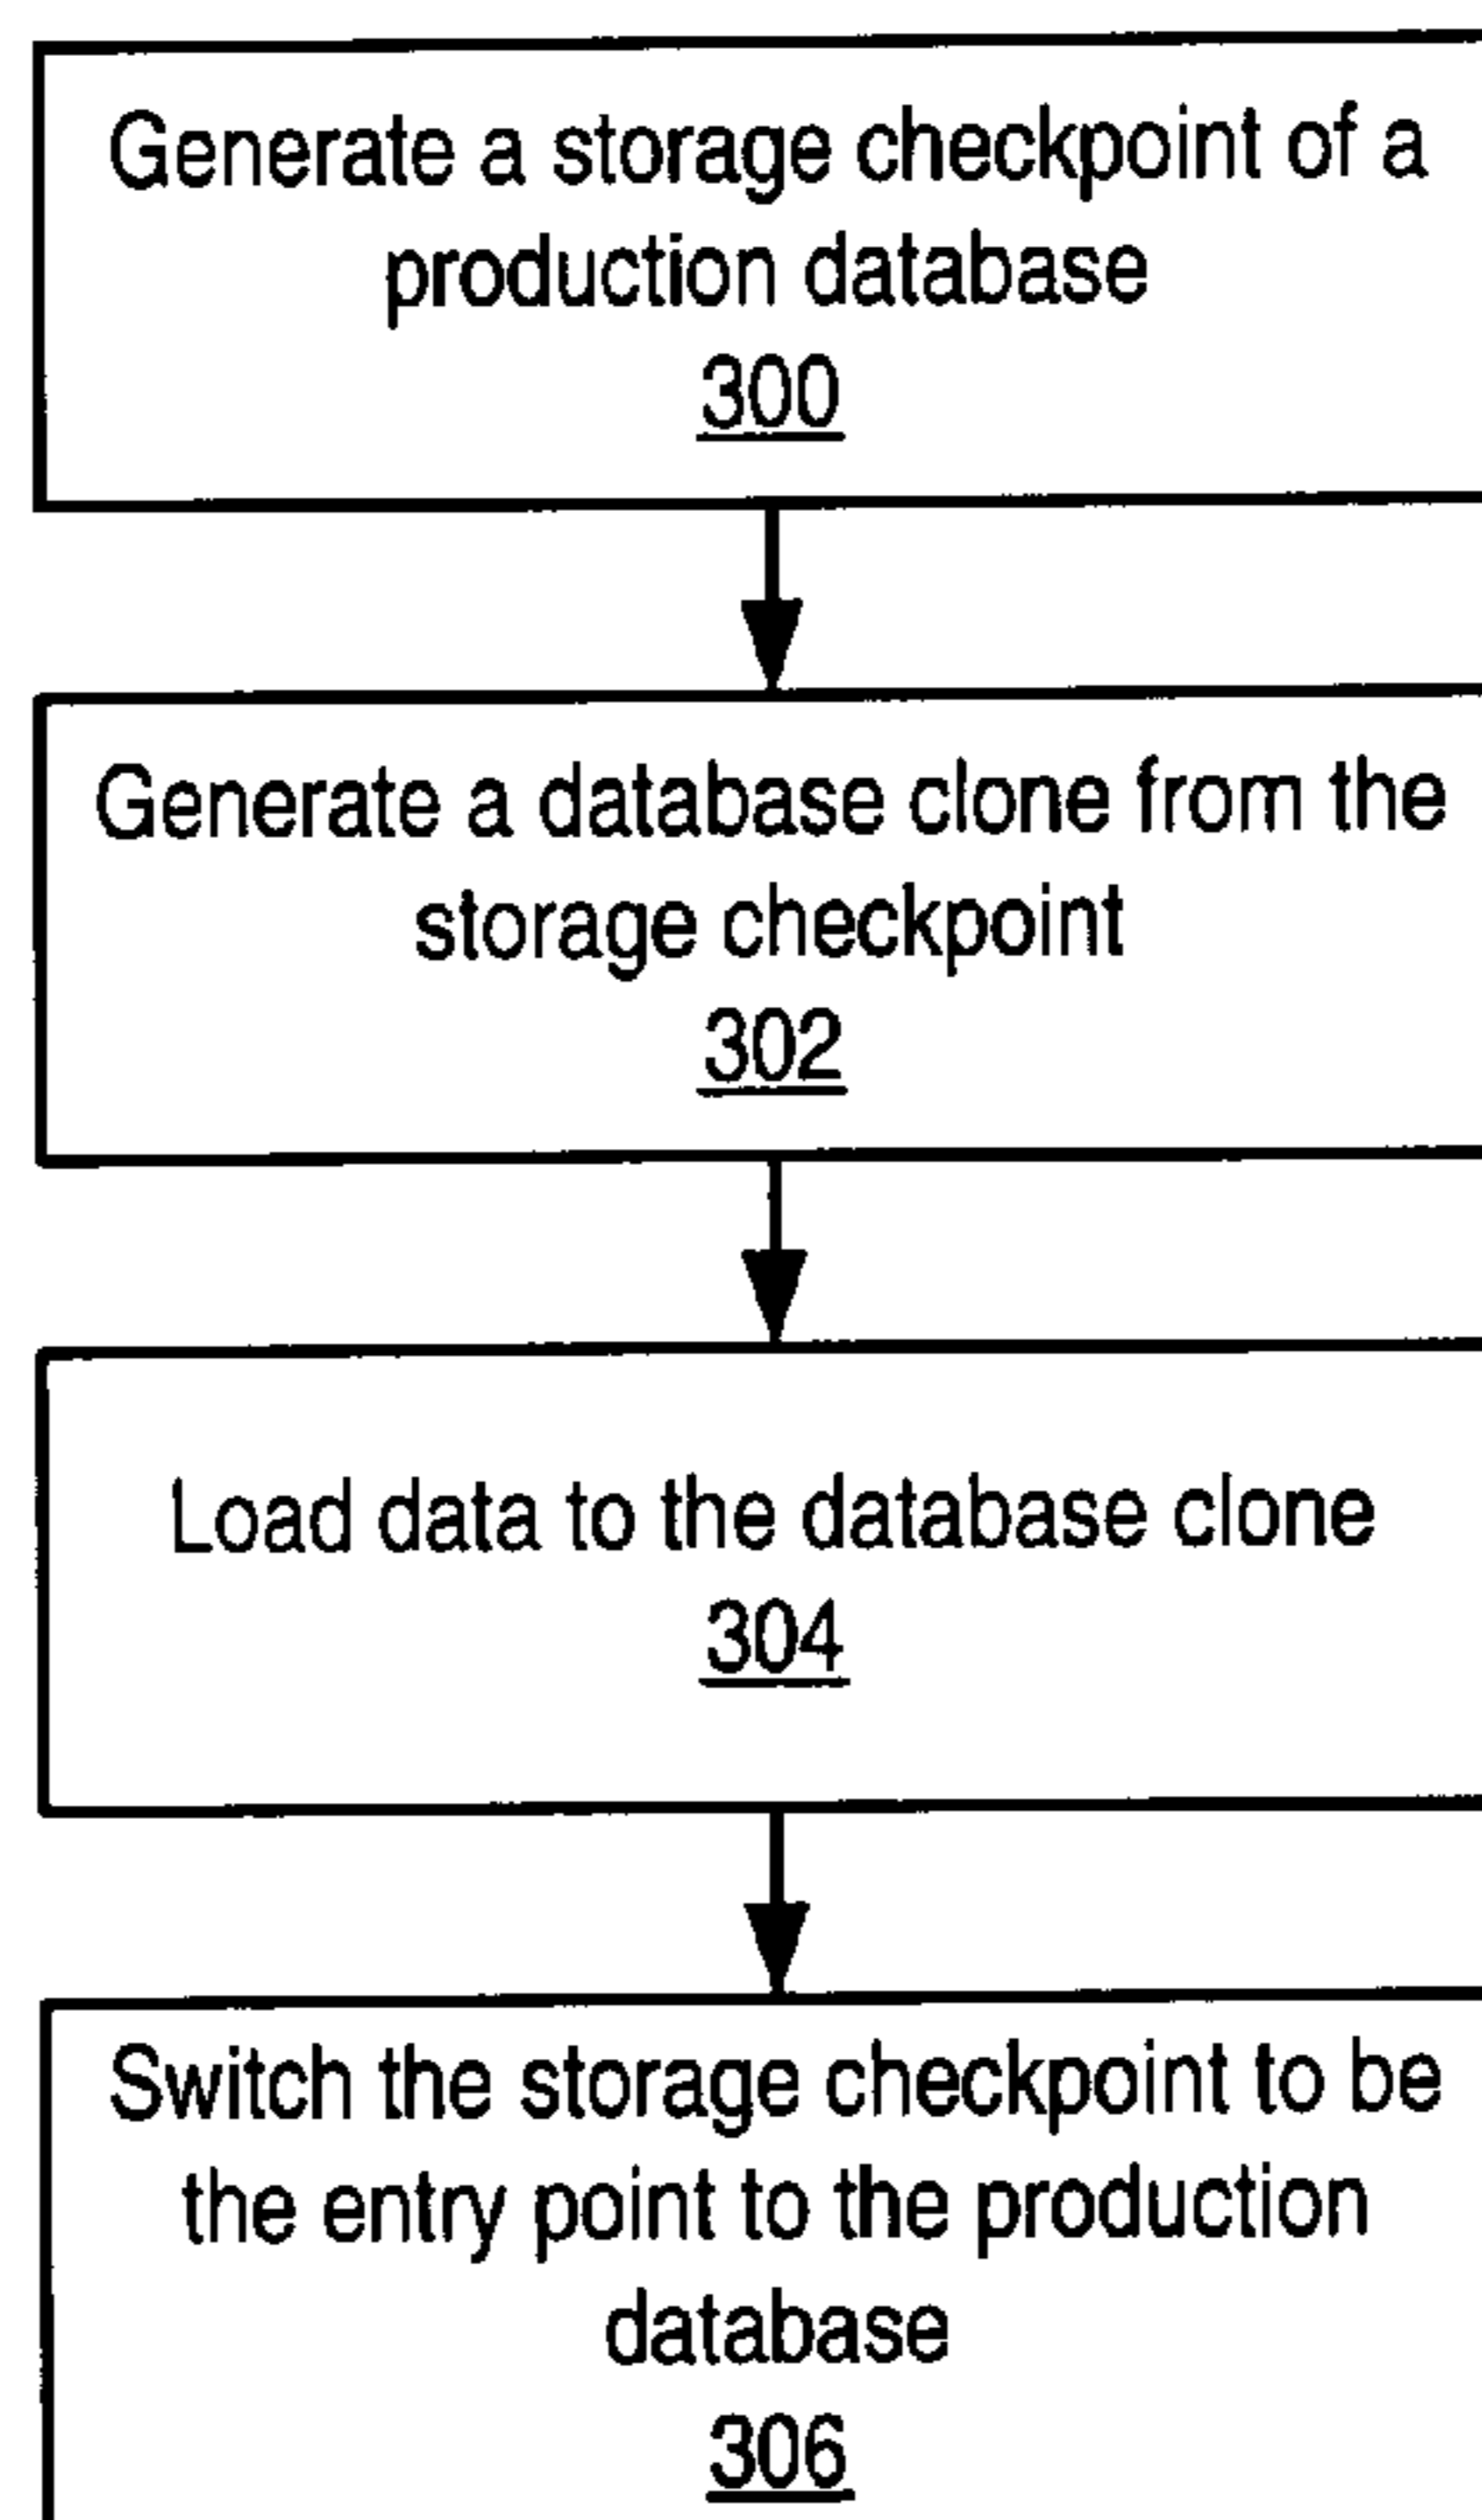 Generate a storage checkpoint of a
production database
300
Generate a database clone from the
storage checkpoint
302
Load data to the database clone
304
Switch the storage checkpoint to be
the entry point to the production
database
306